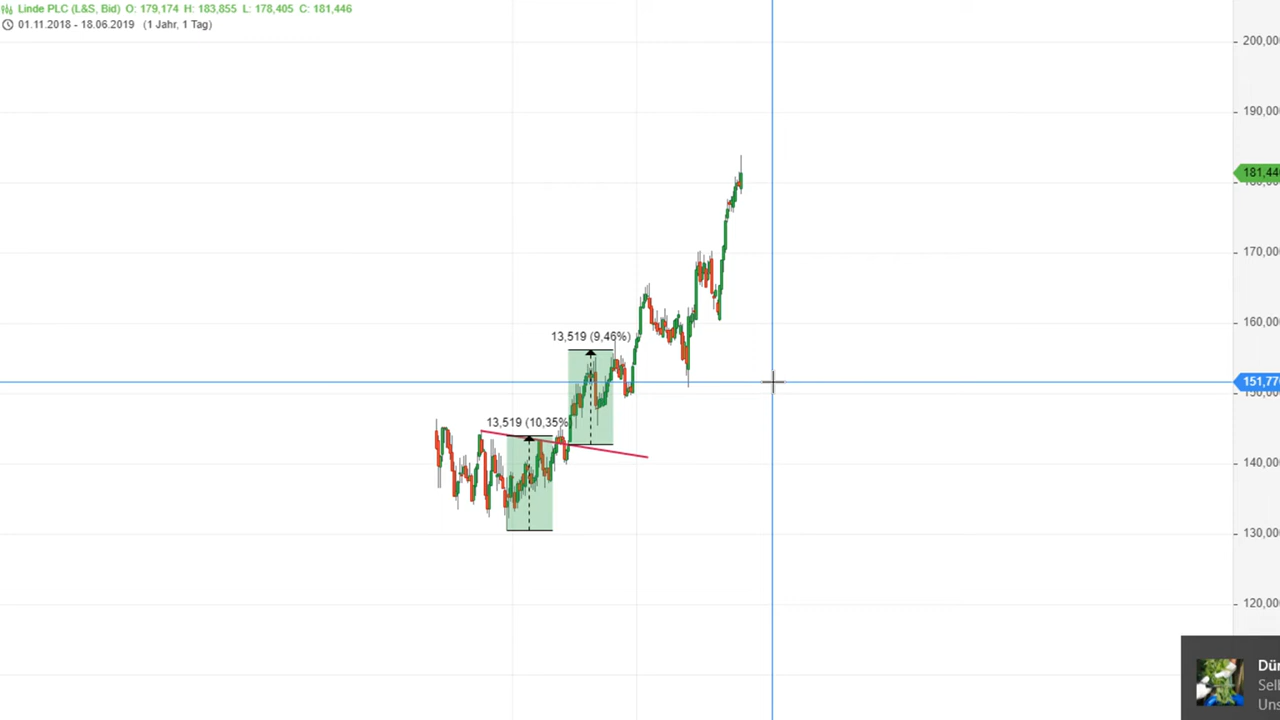 Linde PLC (L&S, Bid) O: 179,174 H: 183,855 L: 178,405 C: 181,446
01.11.2018 - 18.06.2019 (1 Jahr, 1 Tag)
200,00
190,00
181,44
170,00
160,00
13,519 (9,46%)
151,77
13,519 (10,35%
140,00
130,00
120,00
Dür
Sell
Uns